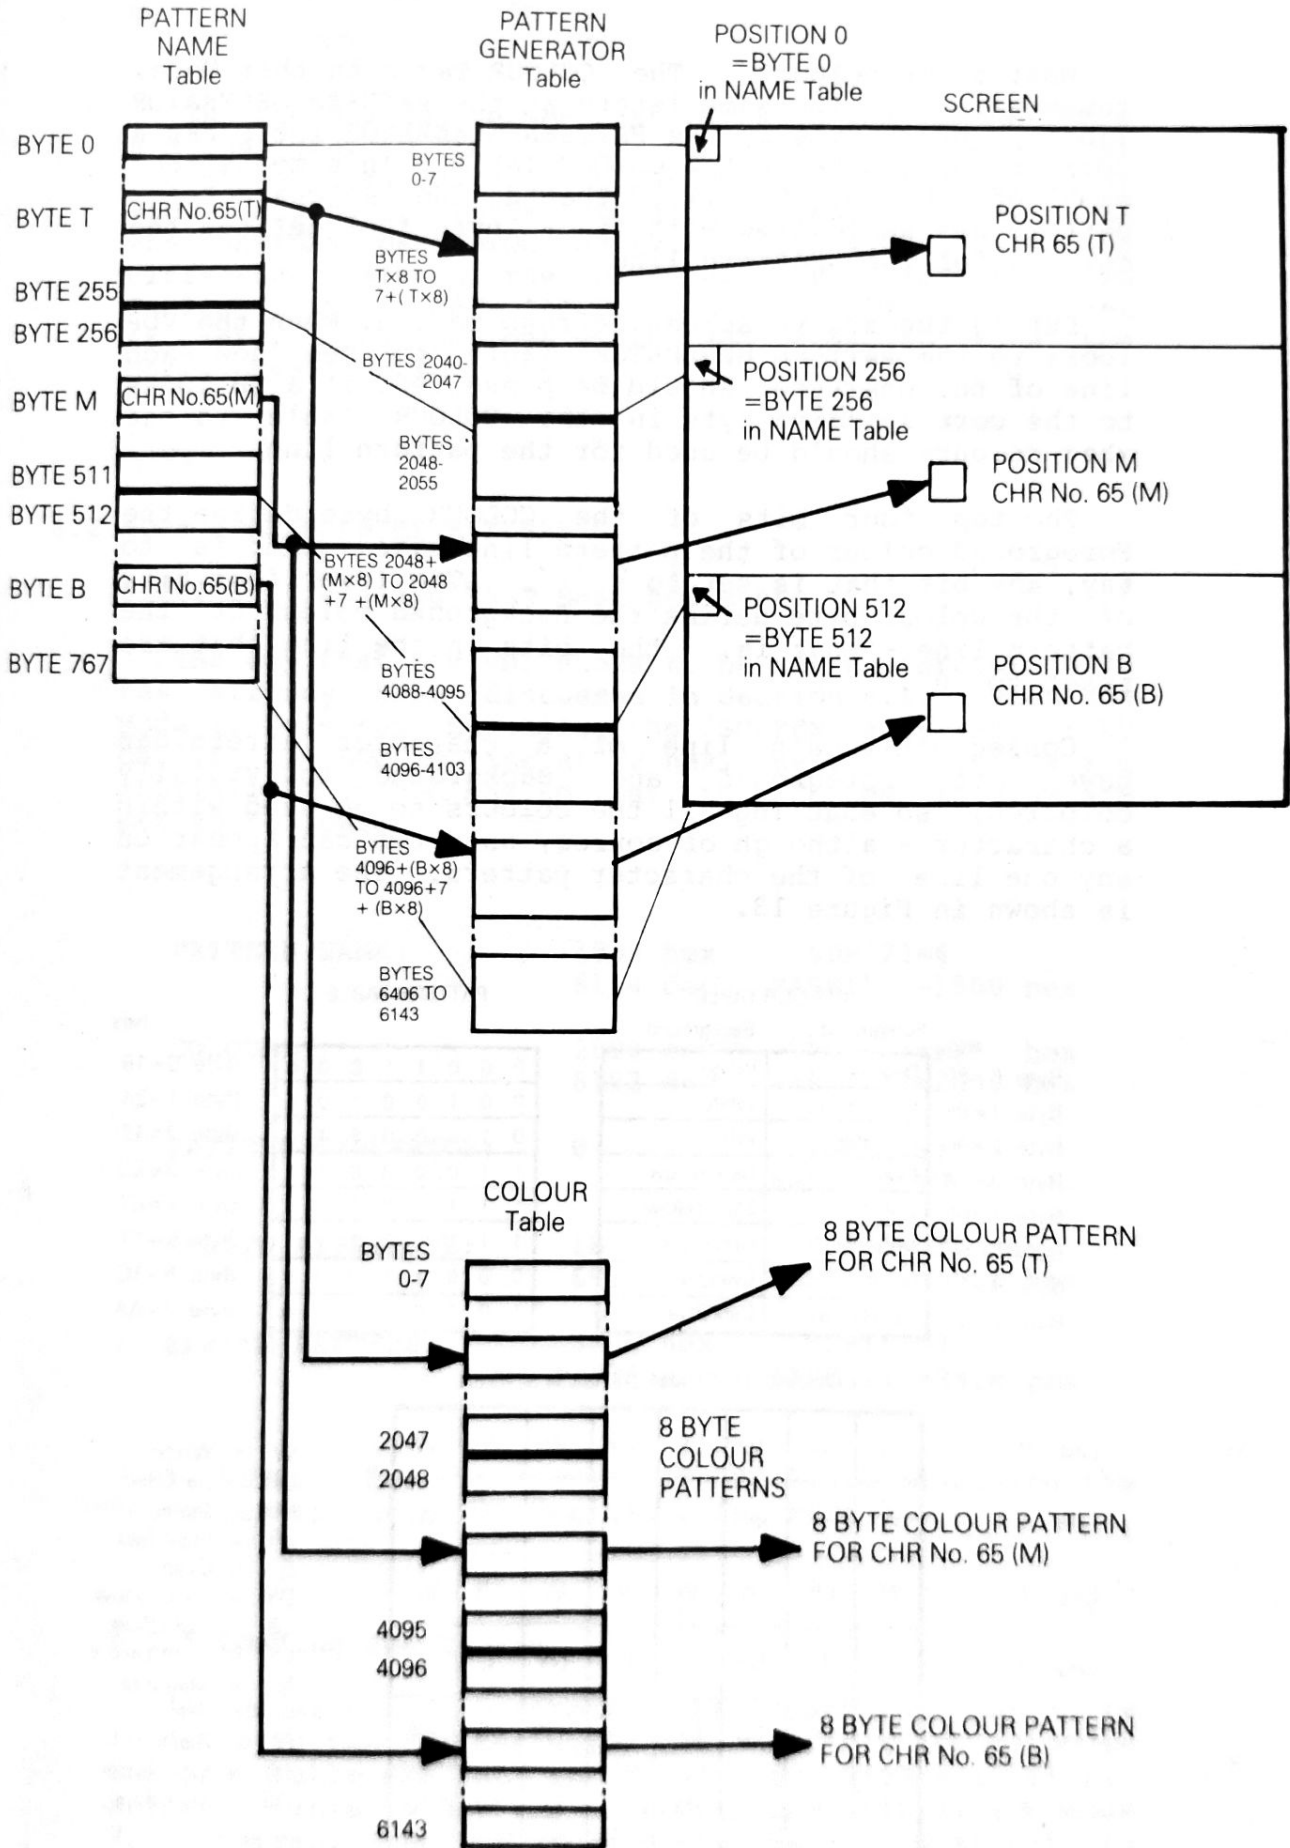 PATTERN
NAME
Table
PATTERN
GENERATOR
Table
POSITION 0
=BYTE 0
in NAME Table
SCREEN
BYTE 0
BYTES
0-7
BYTE T
CHR No.65(T)
BYTES
T×8 TO
7+( T×8)
POSITION T
CHR 65 (T)
BYTE 255
BYTE 256
BYTES 2040-
2047
POSITION 256
=BYTE 256
in NAME Table
BYTE M
CHR No.65(M)
BYTES
2048-
2055
POSITION M
CHR No. 65 (M)
BYTE 511
BYTE 512
BYTES 2048+
(M×8) TO 2048
+7 +(M×8)
BYTE B
CHR No.65(B)
POSITION 512
=BYTE 512
in NAME Table
BYTE 767
BYTES
4088-4095
POSITION B
CHR No. 65 (B)
BYTES
4096-4103
BYTES
4096+(B×8)
TO 4096+7
+ (B×8)
BYTES
6406 TO
6143
COLOUR
Table
BYTES
0-7
8 BYTE COLOUR PATTERN
FOR CHR No. 65 (T)
2047
2048
8 BYTE
COLOUR
PATTERNS
8 BYTE COLOUR PATTERN
FOR CHR No. 65 (M)
4095
4096
8 BYTE COLOUR PATTERN
FOR CHR No. 65 (B)
6143